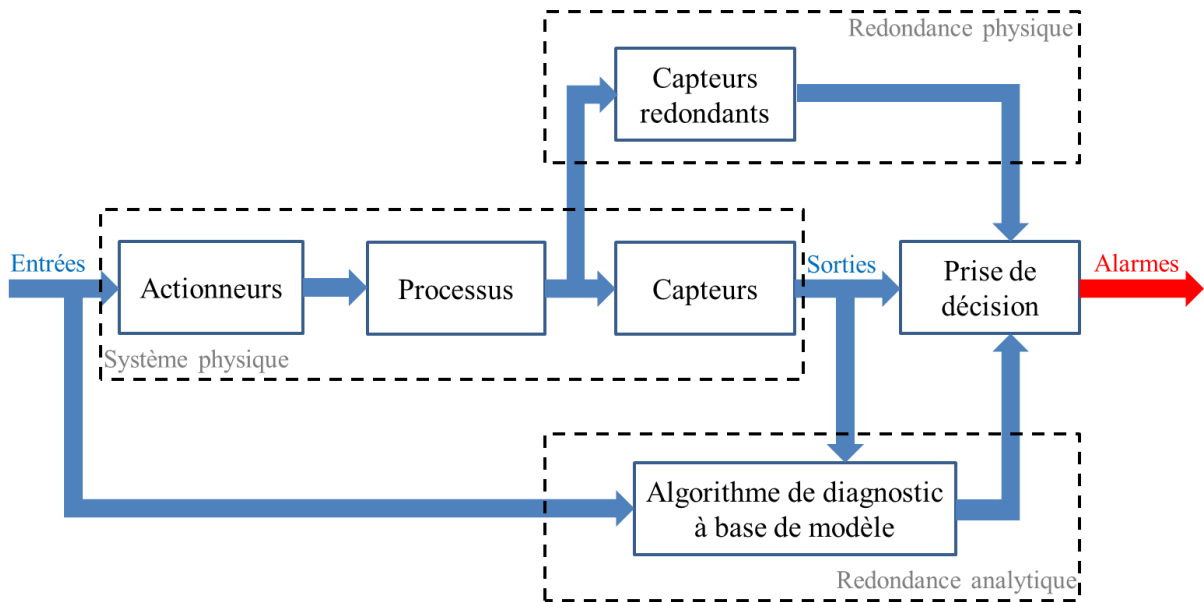 Redondance physique
Capteurs
redondants
Entrées
Actionneurs
Processus
Capteurs
Sorties
Prise de
décision
Alarmes
Système physique
Algorithme de diagnostic
à base de modèle
Redondance analytique